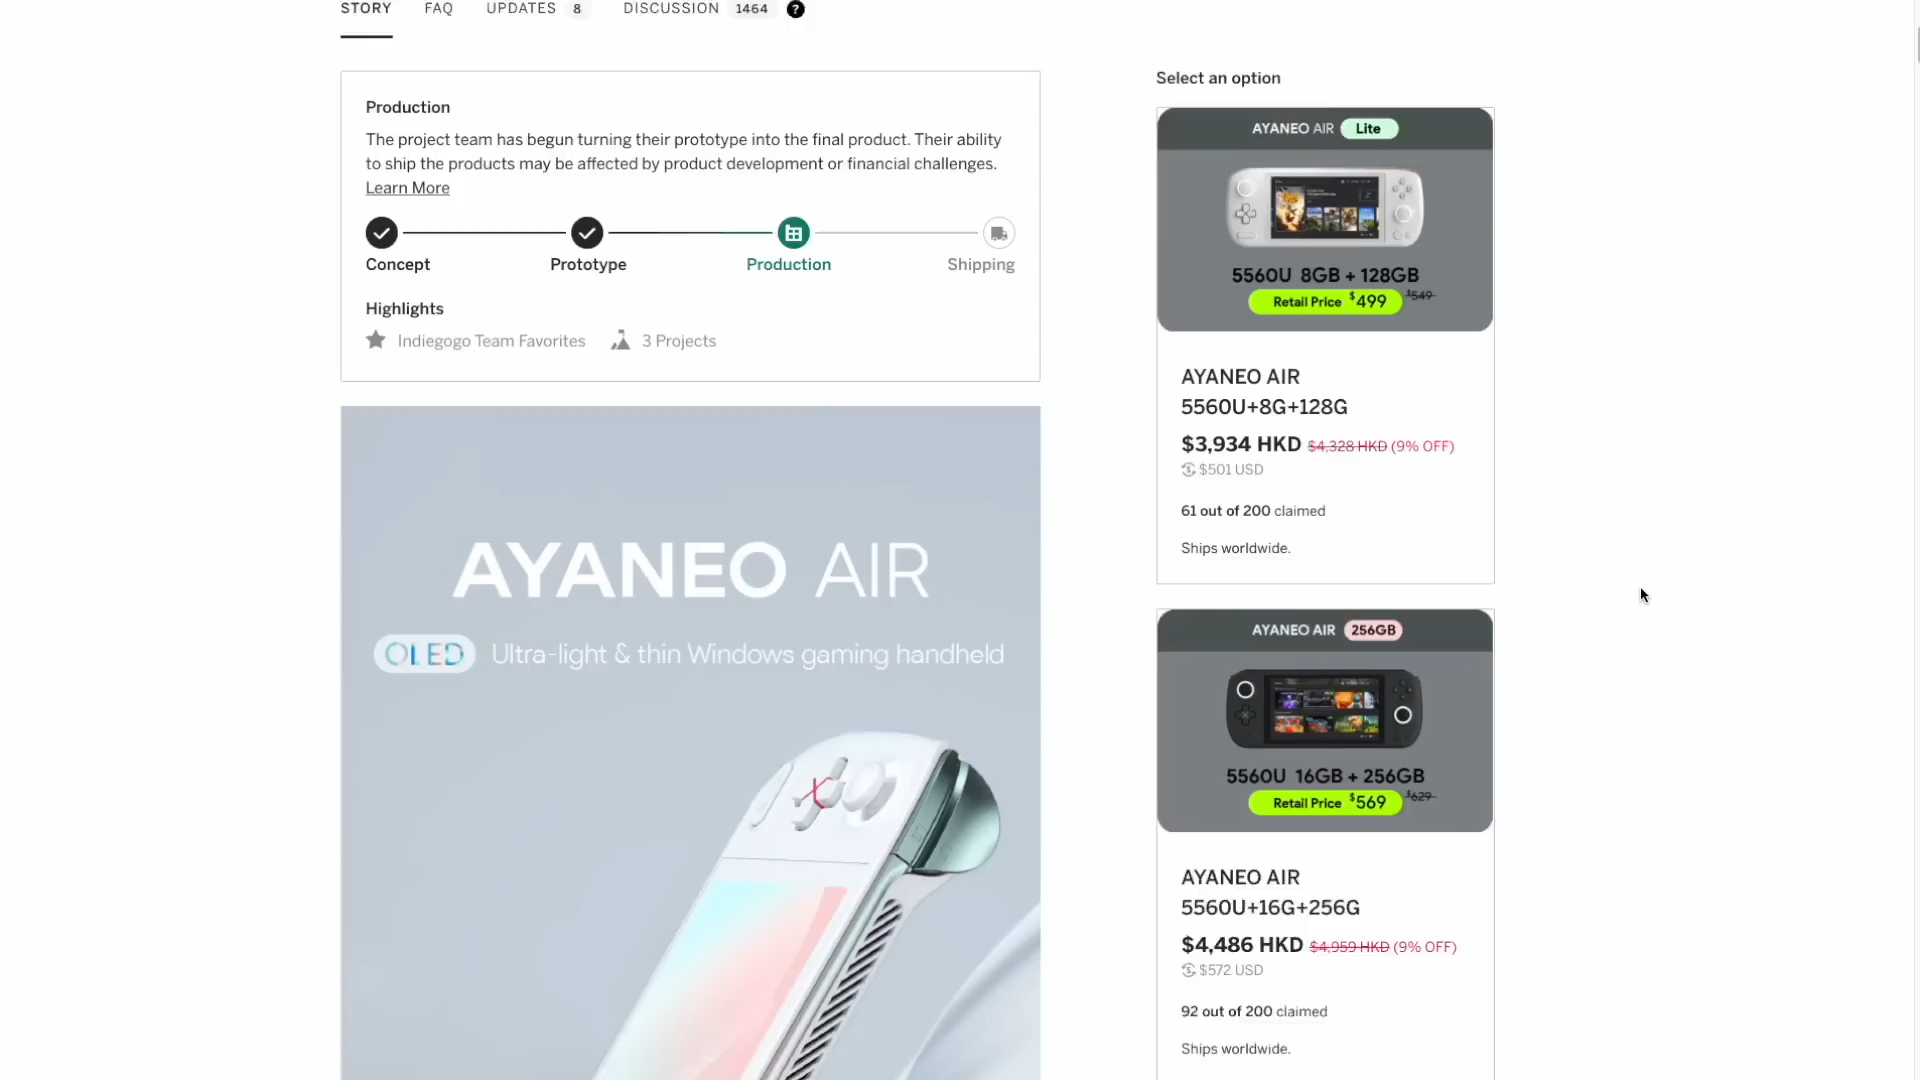 STORY FAQ UPDATES 8 DISCUSSION 1464 ?
Production
The project team has begun turning their prototype into the final product. Their ability
to ship the products may be affected by product development or financial challenges.
Learn More
Concept Prototype Production Shipping
Highlights
Indiegogo Team Favorites 3 Projects
AYANEO AIR
OLED Ultra-light & thin Windows gaming handheld
Select an option
AYANEO AIR Lite
5560U 8GB + 128GB
Retail Price $499 $549
AYANEO AIR
5560U+8G+128G
$3,934 HKD $4,328 HKD (9% OFF)
$501 USD
61 out of 200 claimed
Ships worldwide.
AYANEO AIR 256GB
5560U 16GB + 256GB
Retail Price $569 $629
AYANEO AIR
5560U+16G+256G
$4,486 HKD $4,959 HKD (9% OFF)
$572 USD
92 out of 200 claimed
Ships worldwide.